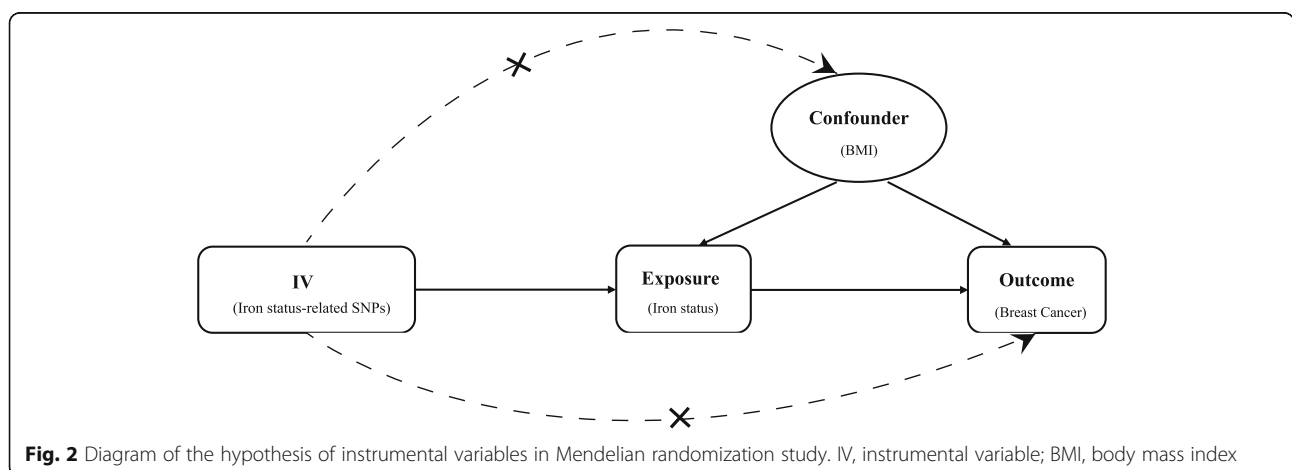 Confounder
(BMI)
IV
(Iron status-related SNPs)
Exposure
(Iron status)
Outcome
(Breast Cancer)
Fig. 2 Diagram of the hypothesis of instrumental variables in Mendelian randomization study. IV, instrumental variable; BMI, body mass index